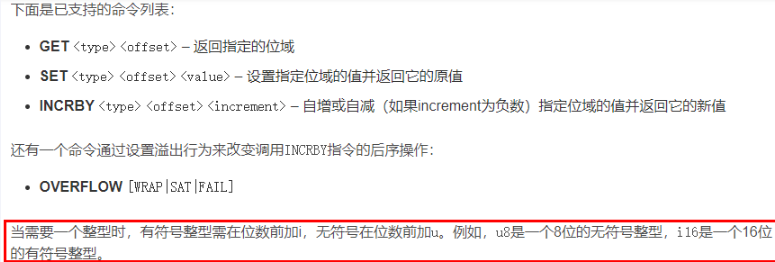 下面是已支持的命令列表：
• GET <type> <offset> – 返回指定的位域
• SET <type> <offset> <value> – 设置指定位域的值并返回它的原值
• INCRBY <type> <offset> <increment> – 自增或自减（如果increment为负数）指定位域的值并返回它的新值
还有一个命令通过设置溢出行为来改变调用INCRBY指令的后序操作：
• OVERFLOW [WRAP|SAT|FAIL]
当需要一个整型时，有符号整型需在位数前加i，无符号在位数前加u。例如，u8是一个8位的无符号整型，i16是一个16位
的有符号整型。